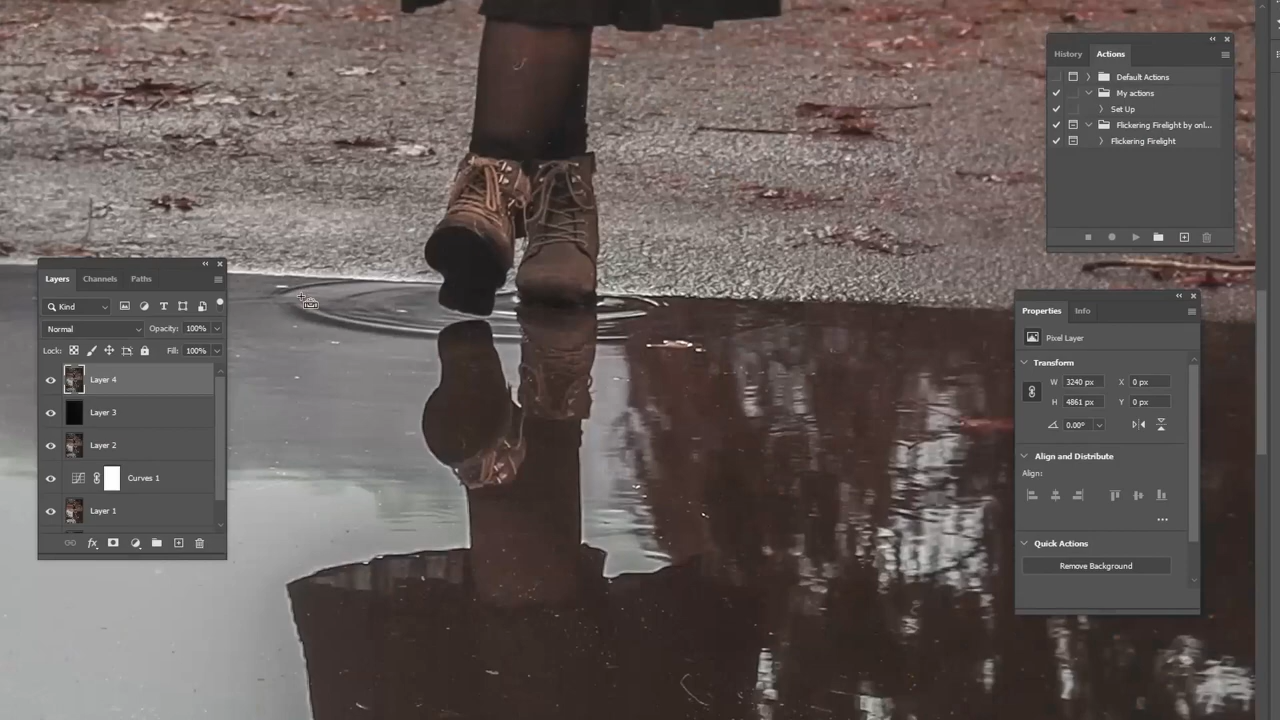 History
Actions
Default Actions
My actions
Set Up
Flickering Firelight by onl...
Flickering Firelight
Layers
Channels
Paths
Kind
Normal
Opacity: 100%
Lock:
Fill: 100%
Layer 4
Layer 3
Layer 2
Curves 1
Layer 1
fx
Properties
Info
Pixel Layer
Transform
W 3240 px X 0 px
H 4861 px Y 0 px
0.00°
Align and Distribute
Align:
Quick Actions
Remove Background